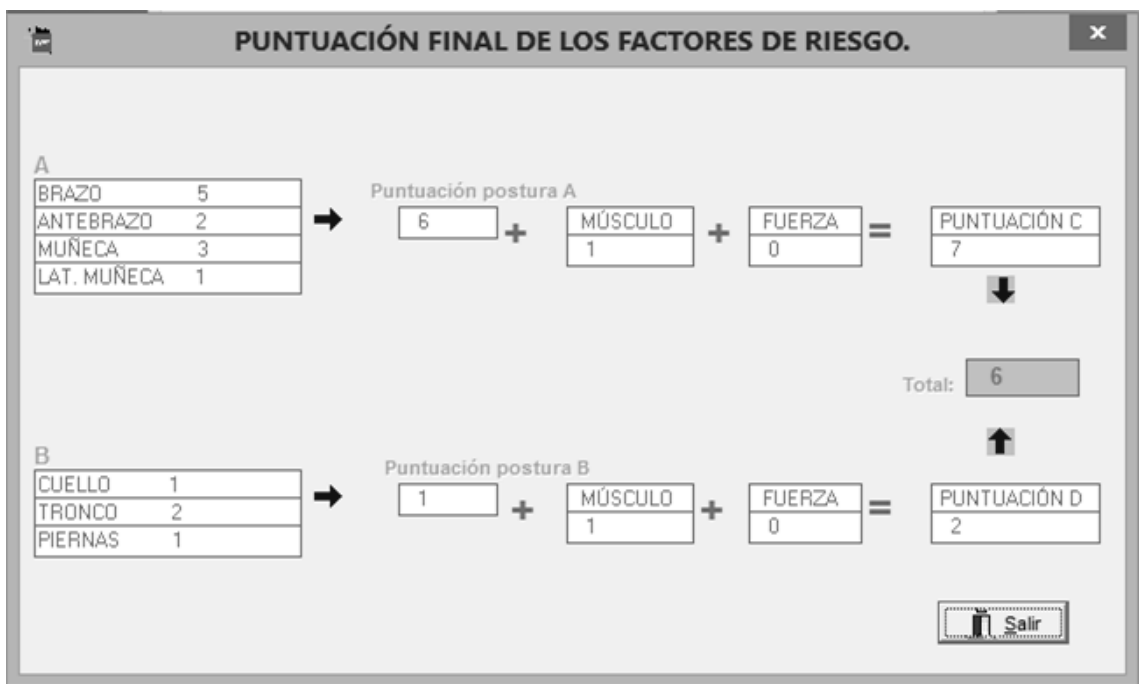 PUNTUACIÓN FINAL DE LOS FACTORES DE RIESGO.
A
BRAZO 5
ANTEBRAZO 2
MUÑECA 3
LAT. MUÑECA 1
Puntuación postura A
6 + MÚSCULO 1 + FUERZA 0 = PUNTUACIÓN C 7
Total: 6
B
CUELLO 1
TRONCO 2
PIERNAS 1
Puntuación postura B
1 + MÚSCULO 1 + FUERZA 0 = PUNTUACIÓN D 2
Salir